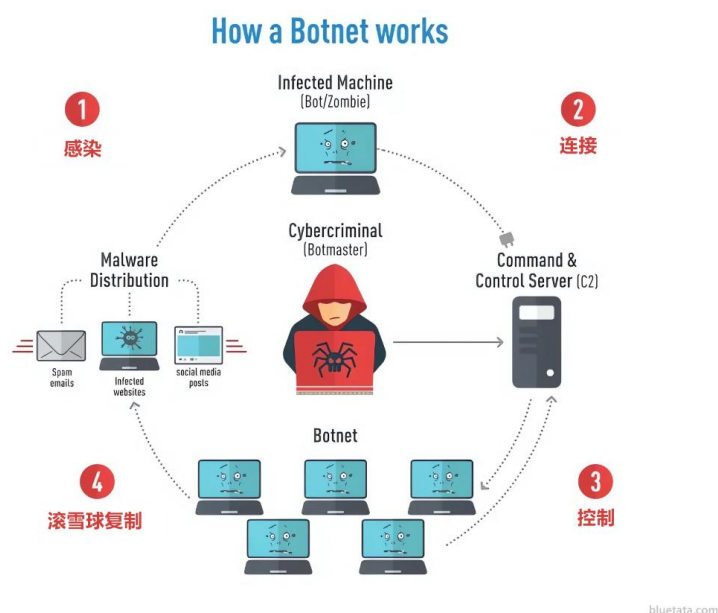 How a Botnet works
1
感染
Infected Machine
(Bot/Zombie)
2
连接
Cybercriminal
(Botmaster)
Malware
Distribution
Command &
Control Server (C2)
Spam
emails
Infected
websites
social media
posts
Botnet
4
滚雪球复制
3
控制
bluetata.com